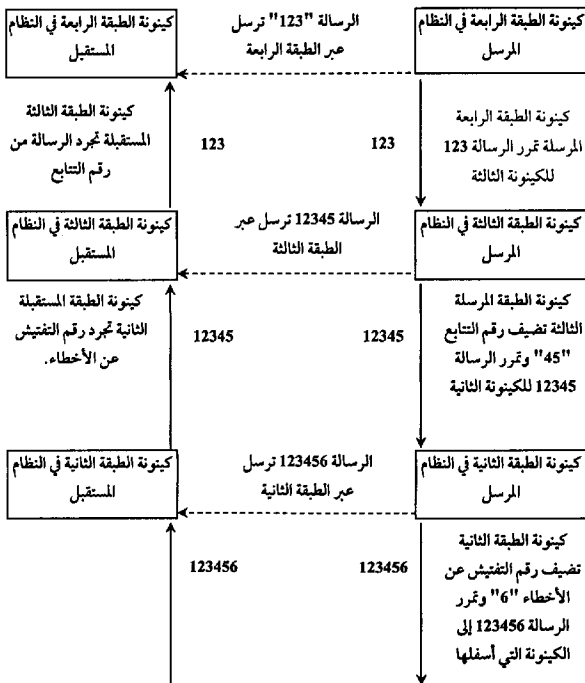 كينونة الطبقة الرابعة في النظام
المرسل
الرسالة "123" ترسل
عبر الطبقة الرابعة
كينونة الطبقة الرابعة في النظام
المستقبل
كينونة الطبقة الرابعة
المرسلة تمرر الرسالة 123
للكينونة الثالثة
123
123
كينونة الطبقة الثالثة
المستقبلة تجرد الرسالة من
رقم التتابع
كينونة الطبقة الثالثة في النظام
المرسل
الرسالة 12345 ترسل عبر
الطبقة الثالثة
كينونة الطبقة الثالثة في النظام
المستقبل
كينونة الطبقة المرسلة
الثالثة تضيف رقم التتابع
"45" وتمرر الرسالة
12345 للكينونة الثانية
12345
12345
كينونة الطبقة المستقبلة
الثانية تجرد رقم التفتيش
عن الأخطاء.
كينونة الطبقة الثانية في النظام
المرسل
الرسالة 123456 ترسل
عبر الطبقة الثانية
كينونة الطبقة الثانية في النظام
المستقبل
كينونة الطبقة الثانية
تضيف رقم التفتيش عن
الأخطاء "6" وتمرر
الرسالة 123456 إلى
الكينونة التي أسفلها
123456
123456